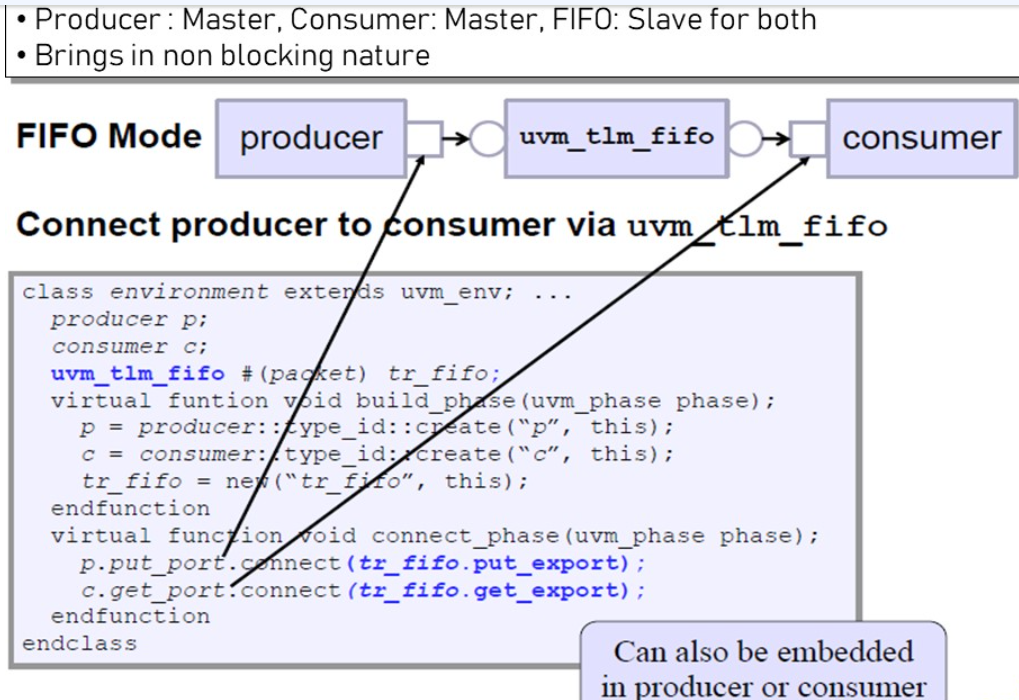 • Producer : Master, Consumer: Master, FIFO: Slave for both
• Brings in non blocking nature
FIFO Mode producer uvm_tlm_fifo consumer
Connect producer to consumer via uvm_tlm_fifo
class environment extends uvm_env; ...
producer p;
consumer c;
uvm_tlm_fifo #(packet) tr_fifo;
virtual funtion void build_phase(uvm_phase phase);
p = producer::type_id::create(“p”, this);
c = consumer::type_id::create(“c”, this);
tr_fifo = new(“tr_fifo”, this);
endfunction
virtual function void connect_phase(uvm_phase phase);
p.put_port.connect(tr_fifo.put_export);
c.get_port.connect(tr_fifo.get_export);
endfunction
endclass
Can also be embedded
in producer or consumer